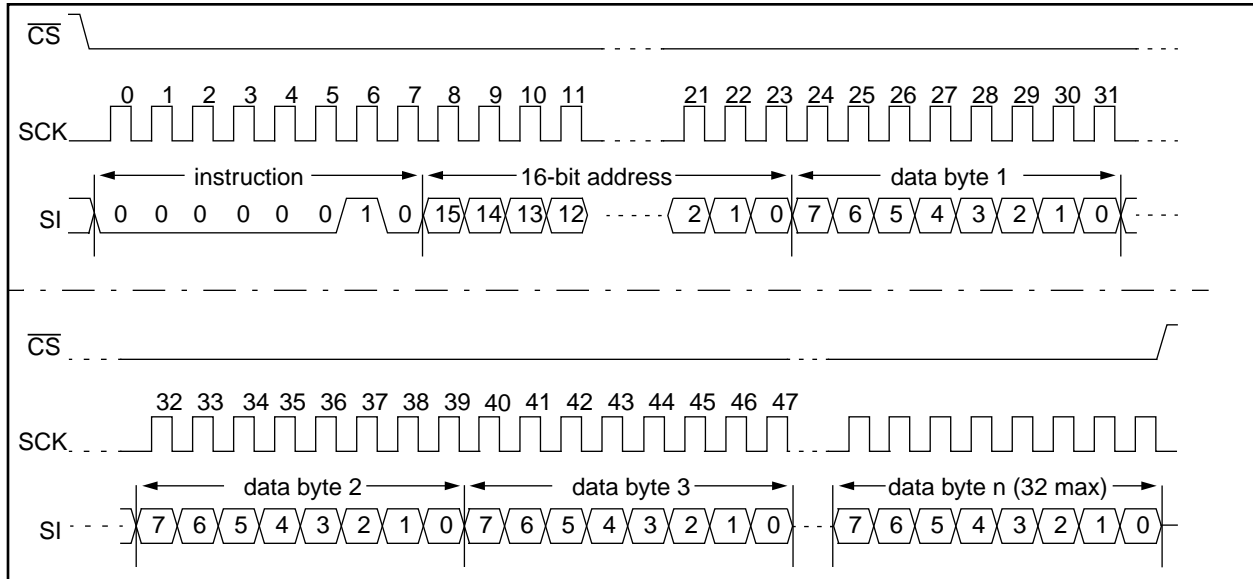 CS
0 1 2 3 4 5 6 7 8 9 10 11 21 22 23 24 25 26 27 28 29 30 31
SCK
instruction 16-bit address data byte 1
SI 0 0 0 0 0 0 1 0 15 14 13 12 2 1 0 7 6 5 4 3 2 1 0
CS
32 33 34 35 36 37 38 39 40 41 42 43 44 45 46 47
SCK
data byte 2 data byte 3 data byte n (32 max)
SI 7 6 5 4 3 2 1 0 7 6 5 4 3 2 1 0 7 6 5 4 3 2 1 0